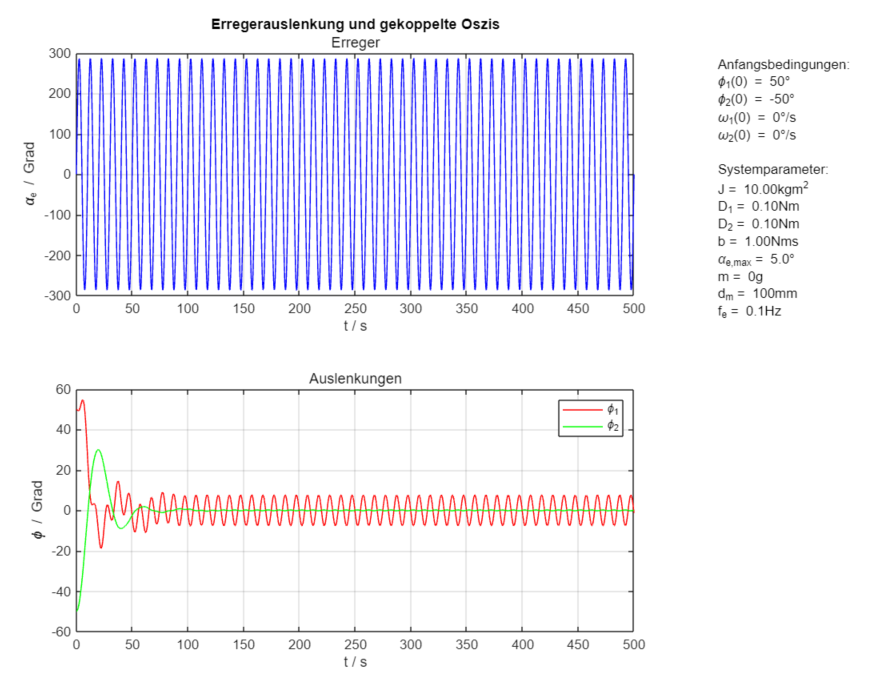 Erregerauslenkung und gekoppelte Oszis
Erreger
300
200
100
0
-100
-200
-300
αe / Grad
0 50 100 150 200 250 300 350 400 450 500
t / s
Anfangsbedingungen:
ϕ1(0) = 50°
ϕ2(0) = -50°
ω1(0) = 0°/s
ω2(0) = 0°/s
Systemparameter:
J = 10.00kgm²
D1 = 0.10Nm
D2 = 0.10Nm
b = 1.00Nms
αe,max = 5.0°
m = 0g
dm = 100mm
fe = 0.1Hz
Auslenkungen
60
40
20
0
-20
-40
-60
ϕ / Grad
ϕ1
ϕ2
0 50 100 150 200 250 300 350 400 450 500
t / s